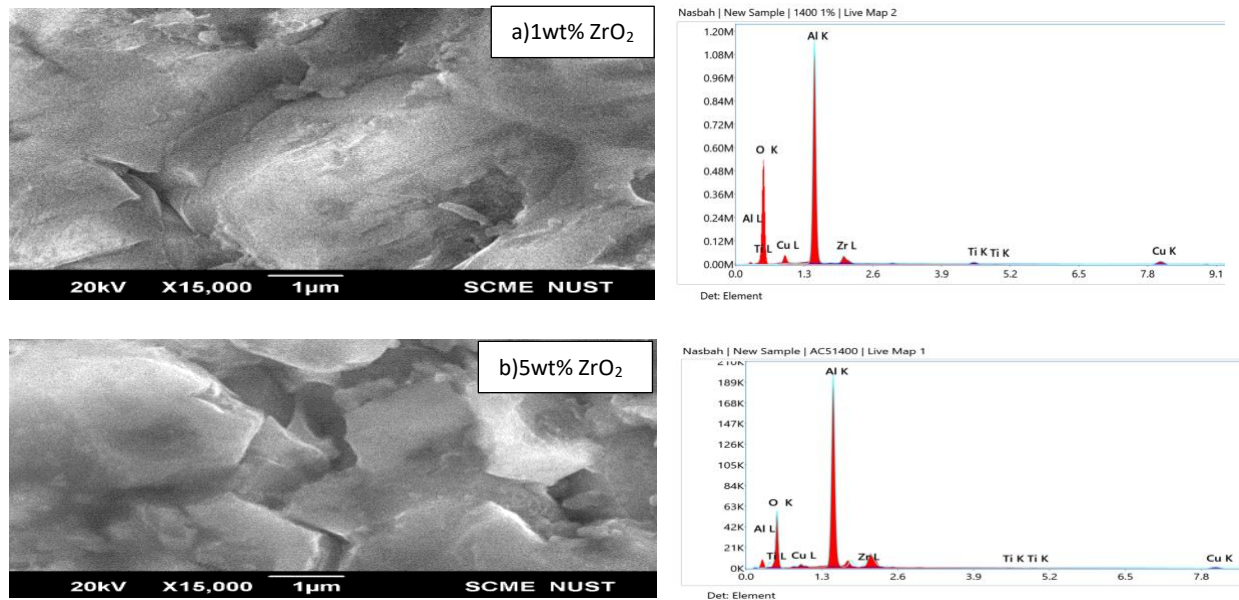 a)1wt% ZrO₂
20kV X15,000 1µm SCME NUST
Nasbah | New Sample | 1400 1% | Live Map 2
1.20M
1.08M
0.96M
0.84M
0.72M
0.60M
0.48M
0.36M
0.24M
0.12M
0.00M
Al K
O K
Al L
Ti L
Cu L
Zr L
Ti K
Ti K
Cu K
0.0 1.3 2.6 3.9 5.2 6.5 7.8 9.1
Det: Element
b)5wt% ZrO₂
20kV X15,000 1µm SCME NUST
Nasbah | New Sample | AC51400 | Live Map 1
210K
189K
168K
147K
126K
105K
84K
63K
42K
21K
0K
Al K
O K
Al L
Ti L
Cu L
Zr L
Ti K
Ti K
Cu K
0.0 1.3 2.6 3.9 5.2 6.5 7.8
Det: Element